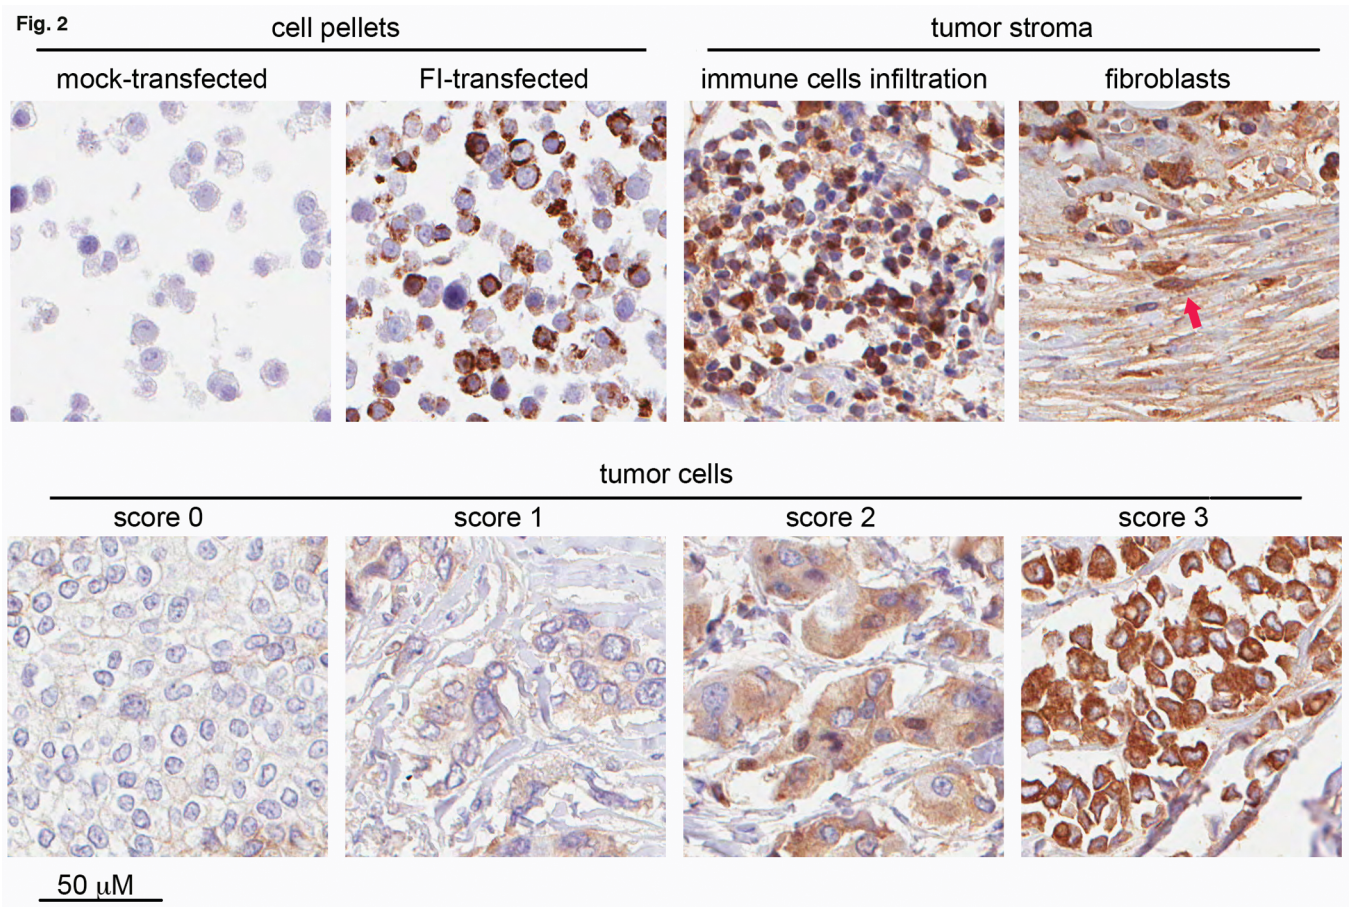 Fig. 2
cell pellets
tumor stroma
mock-transfected
FI-transfected
immune cells infiltration
fibroblasts
tumor cells
score 0
score 1
score 2
score 3
50 µM